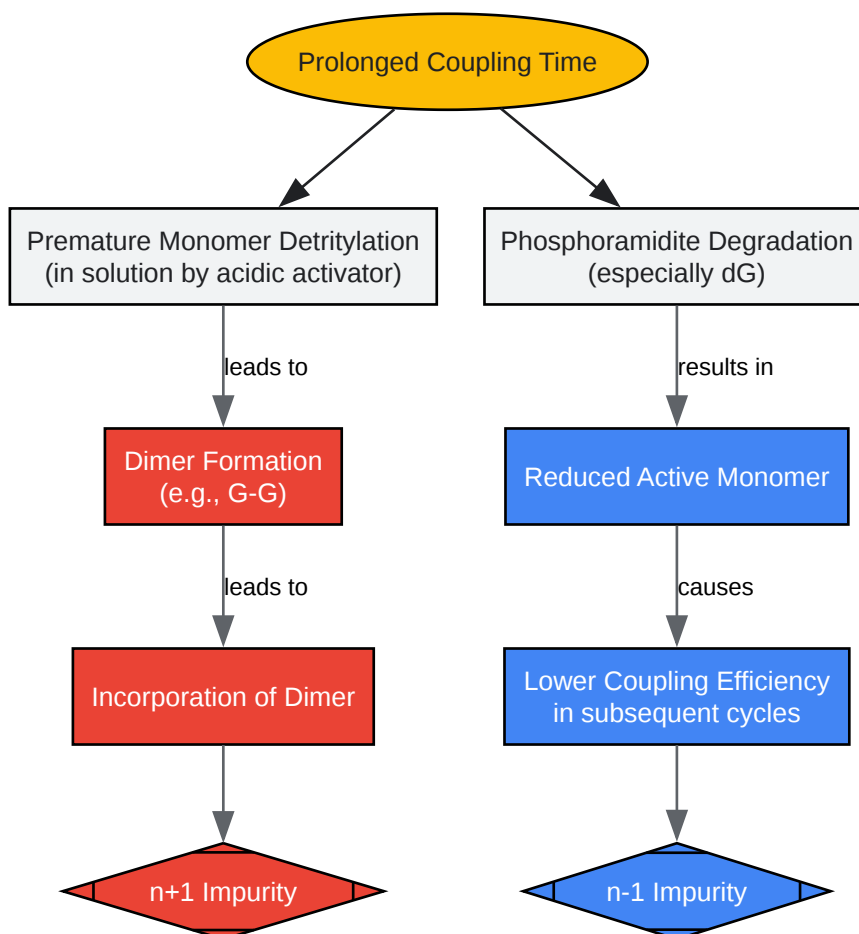 Prolonged Coupling Time
Premature Monomer Detritylation
(in solution by acidic activator)
Phosphoramidite Degradation
(especially dG)
leads to
results in
Dimer Formation
(e.g., G-G)
Reduced Active Monomer
leads to
causes
Incorporation of Dimer
Lower Coupling Efficiency
in subsequent cycles
n+1 Impurity
n-1 Impurity